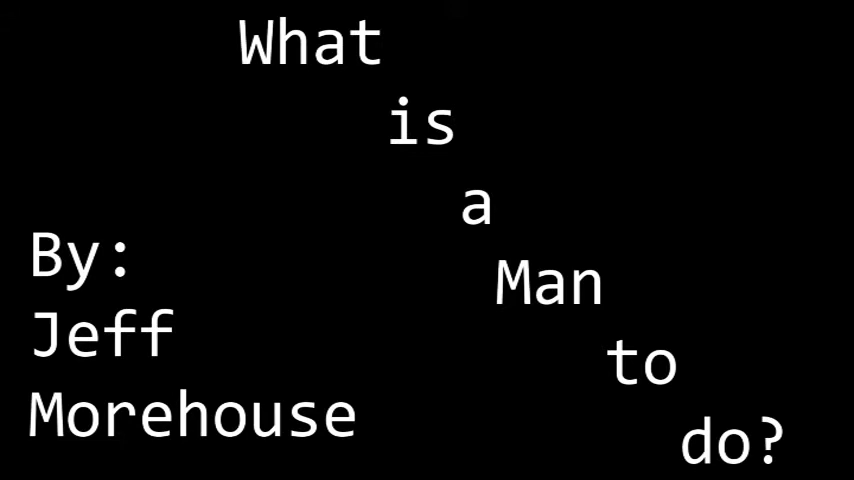 What
is
a
Man
to
do?
By:
Jeff
Morehouse